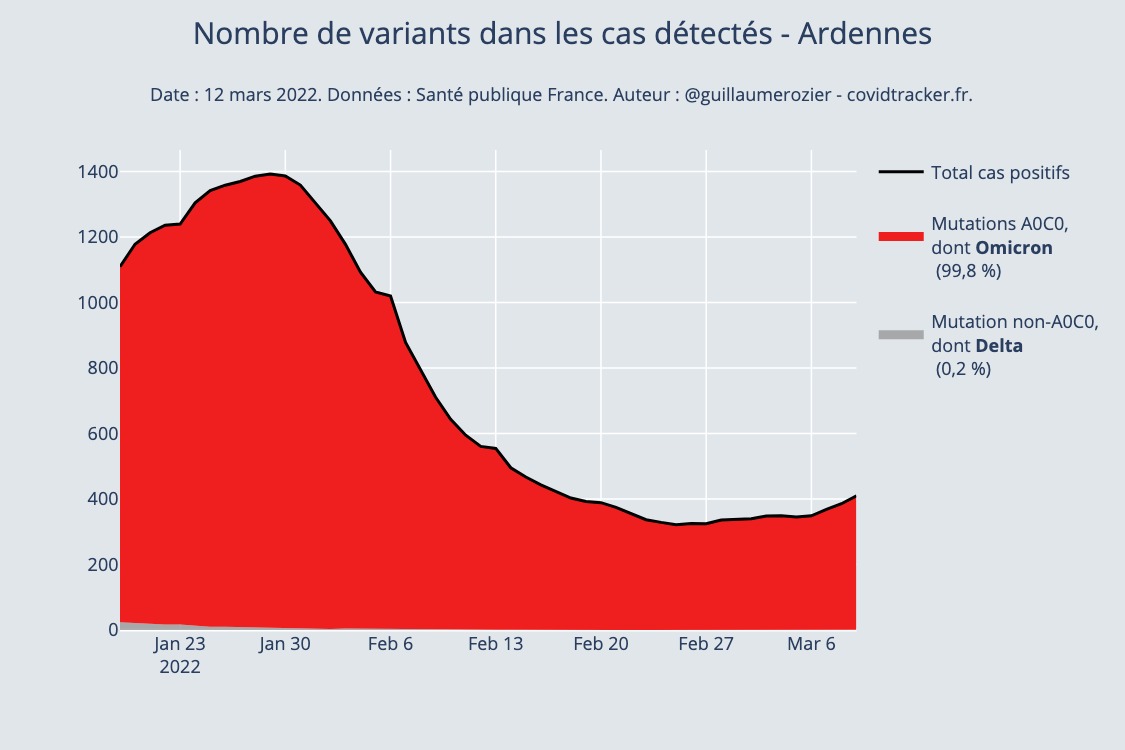 Nombre de variants dans les cas détectés - Ardennes
Date : 12 mars 2022. Données : Santé publique France. Auteur : @guillaumerozier - covidtracker.fr.
1400
1200
1000
800
600
400
200
0
Jan 23
2022
Jan 30
Feb 6
Feb 13
Feb 20
Feb 27
Mar 6
Total cas positifs
Mutations A0C0,
dont Omicron
(99,8 %)
Mutation non-A0C0,
dont Delta
(0,2 %)